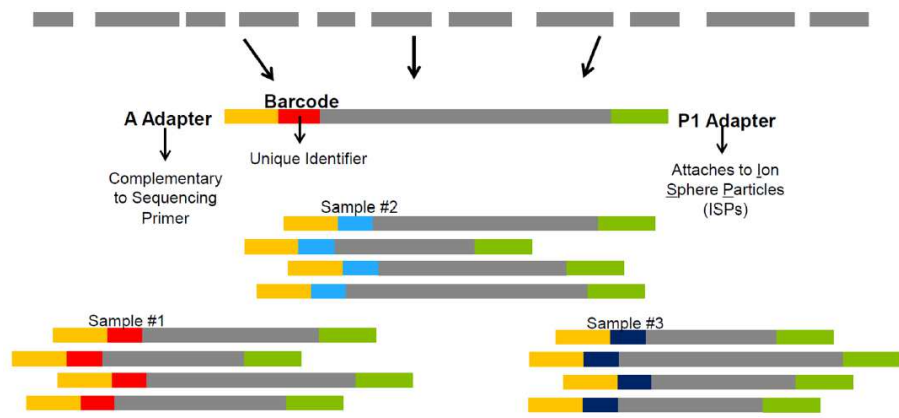 Barcode
A Adapter
P1 Adapter
Unique Identifier
Complementary
to Sequencing
Primer
Attaches to Ion
Sphere Particles
(ISPs)
Sample #2
Sample #1
Sample #3